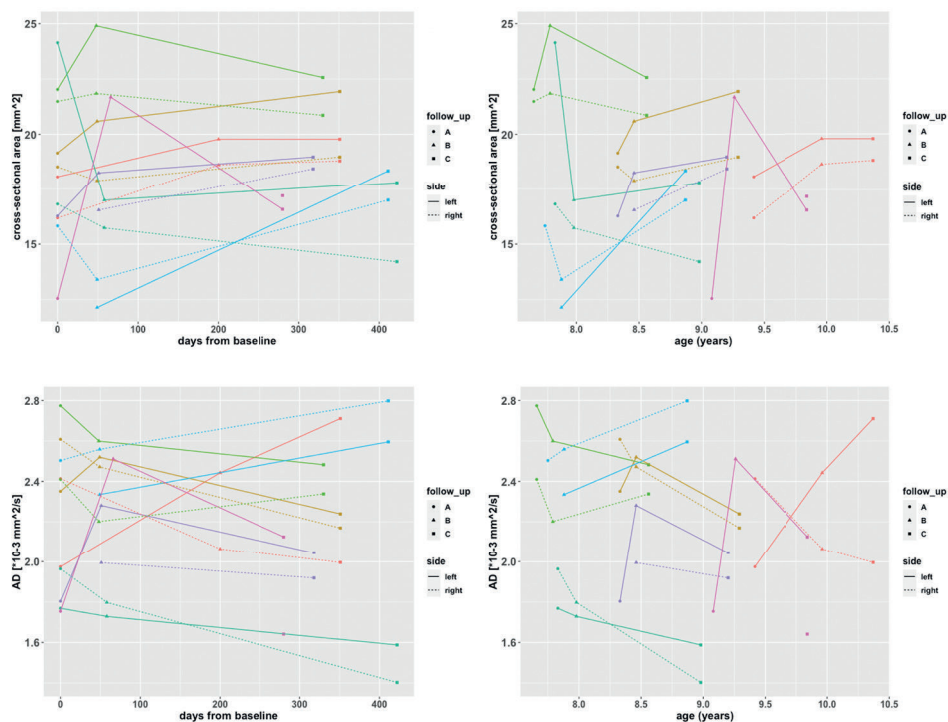 25
20
15
cross-sectional area [mm^2]
0
100
200
300
400
days from baseline
follow_up
A
B
C
side
left
right
25
20
15
cross-sectional area [mm^2]
8.0
8.5
9.0
9.5
10.0
10.5
age (years)
follow_up
A
B
C
side
left
right
2.8
2.4
2.0
1.6
AD [*10-3 mm^2/s]
0
100
200
300
400
days from baseline
follow_up
A
B
C
side
left
right
2.8
2.4
2.0
1.6
AD [*10-3 mm^2/s]
8.0
8.5
9.0
9.5
10.0
10.5
age (years)
follow_up
A
B
C
side
left
right